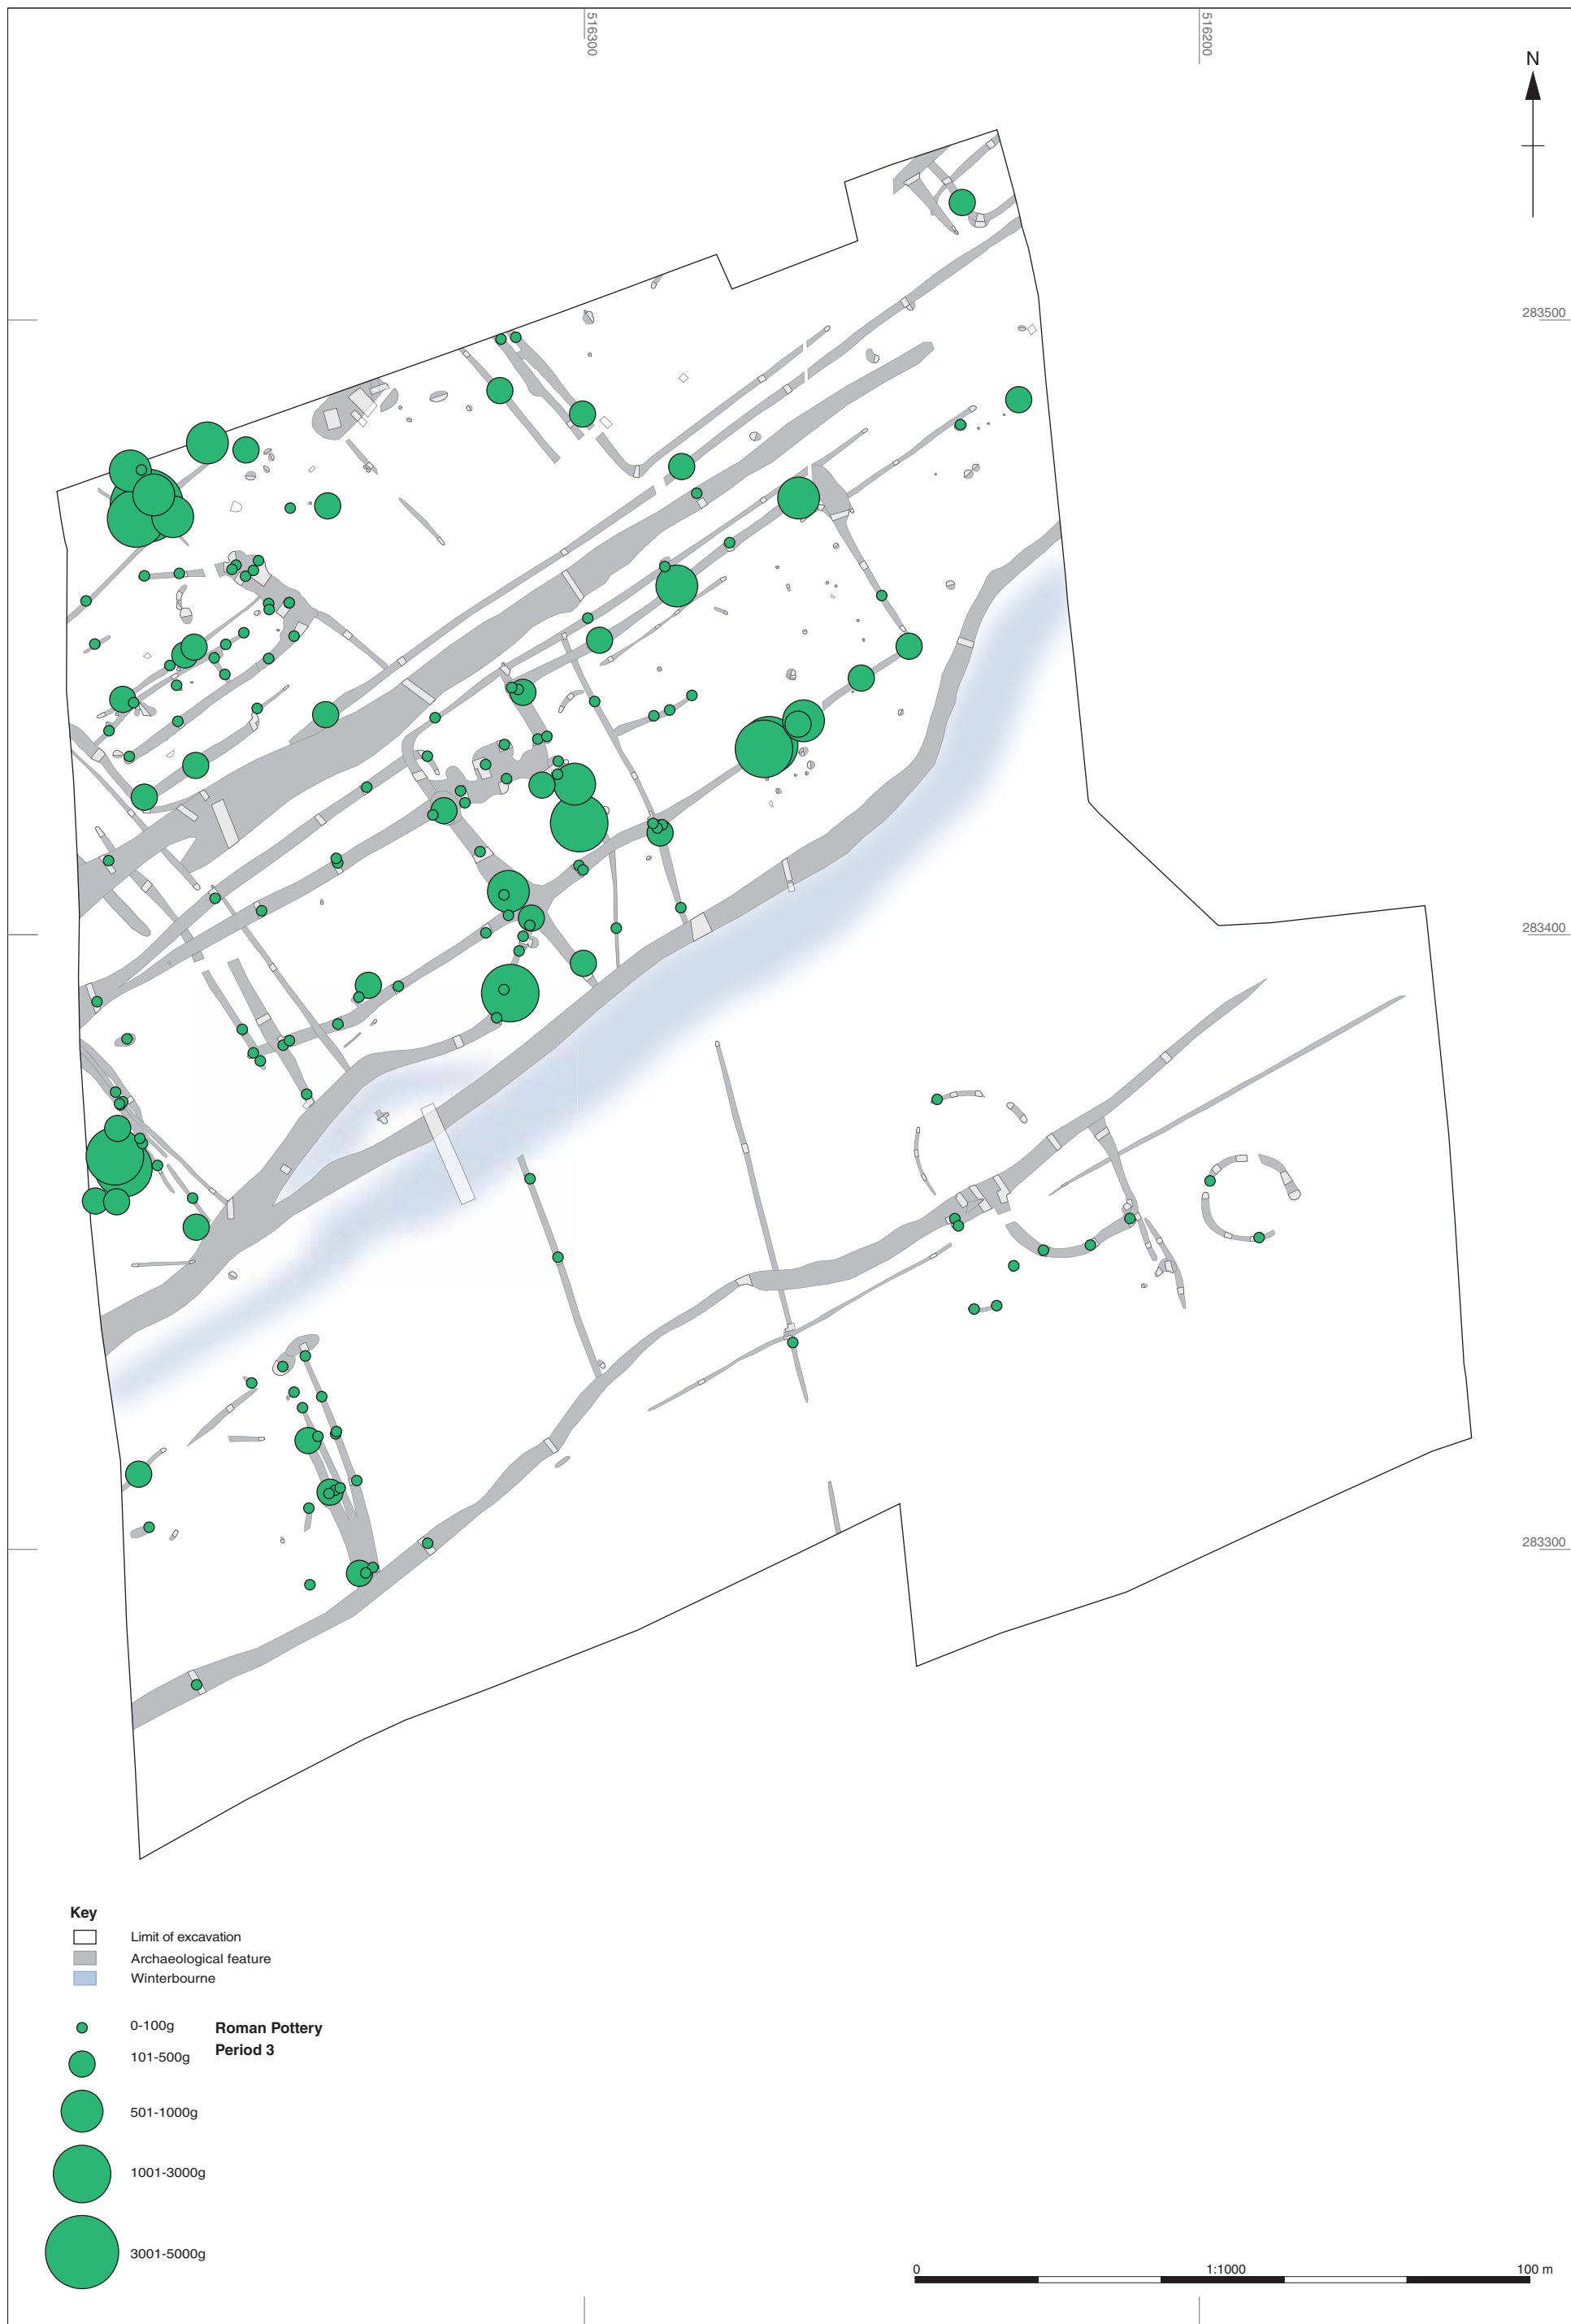 516300
516200
N
283500
283400
283300
Key
Limit of excavation
Archaeological feature
Winterbourne
0-100g
Roman Pottery
Period 3
101-500g
501-1000g
1001-3000g
3001-5000g
0 1:1000 100 m